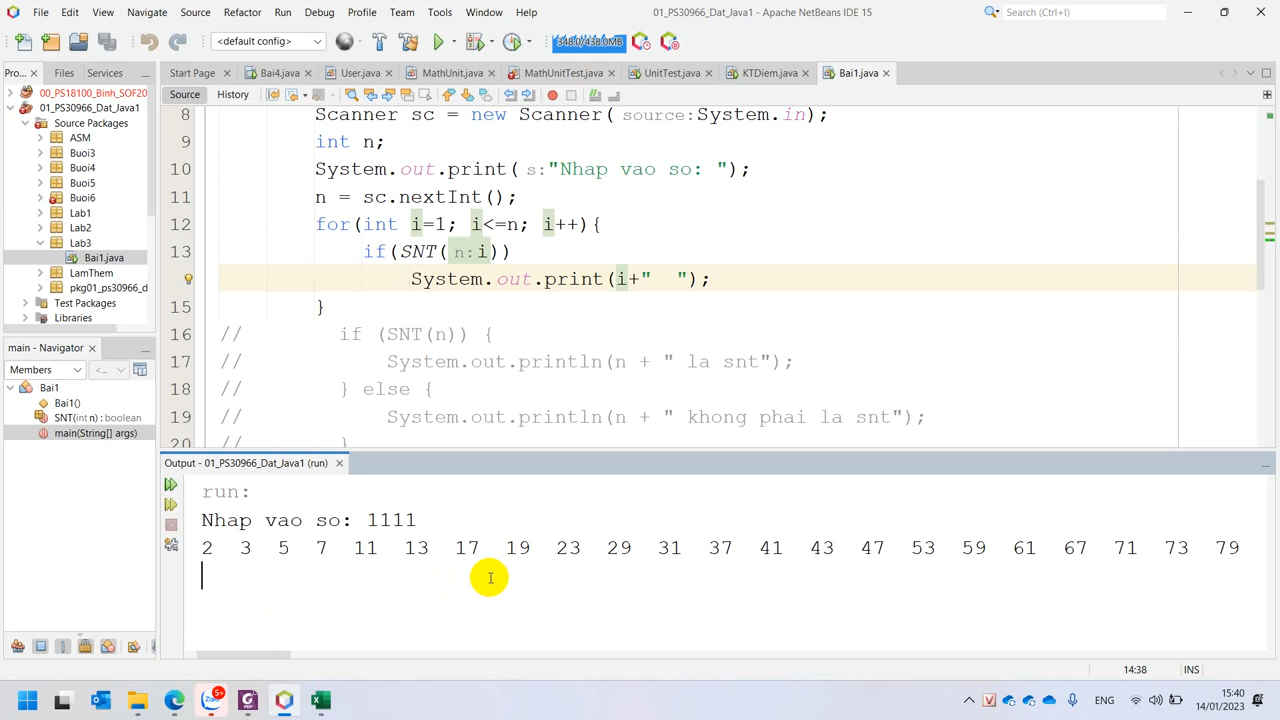 File Edit View Navigate Source Refactor Run Debug Profile Team Tools Window Help
01_PS30966_Dat_Java1 - Apache NetBeans IDE 15
Search (Ctrl+I)
<default config>
348.0/438.0MB
Pro... Files Services
Start Page Bai4.java User.java MathUnit.java MathUnitTest.java UnitTest.java KTDiem.java Bai1.java
Source History
00_PS18100_Binh_SOF20
01_PS30966_Dat_Java1
Source Packages
ASM
Buoi3
Buoi4
Buoi5
Buoi6
Lab1
Lab2
Lab3
Bai1.java
LamThem
pkg01_ps30966_d
Test Packages
Libraries
main - Navigator
Members <...
Bai1
Bai1()
SNT(int n) : boolean
main(String[] args)
8 Scanner sc = new Scanner( source:System.in);
9 int n;
10 System.out.print( s:"Nhap vao so: ");
11 n = sc.nextInt();
12 for(int i=1; i<=n; i++){
13 if(SNT( n:i))
System.out.print(i+"  ");
15 }
16 // if (SNT(n)) {
17 // System.out.println(n + " la snt");
18 // } else {
19 // System.out.println(n + " khong phai la snt");
20 // }
Output - 01_PS30966_Dat_Java1 (run)
run:
Nhap vao so: 1111
2 3 5 7 11 13 17 19 23 29 31 37 41 43 47 53 59 61 67 71 73 79
14:38 INS
Zalo 5+
ENG
15:40
14/01/2023